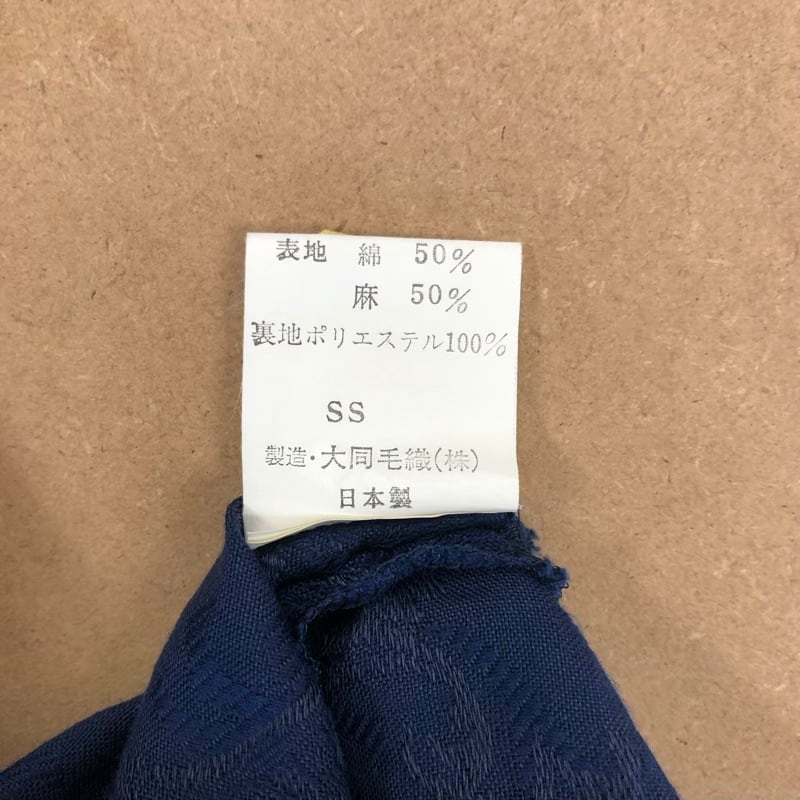 表地 綿 50%
麻 50%
裏地ポリエステル100%
SS
製造・大同毛織(株)
日本製